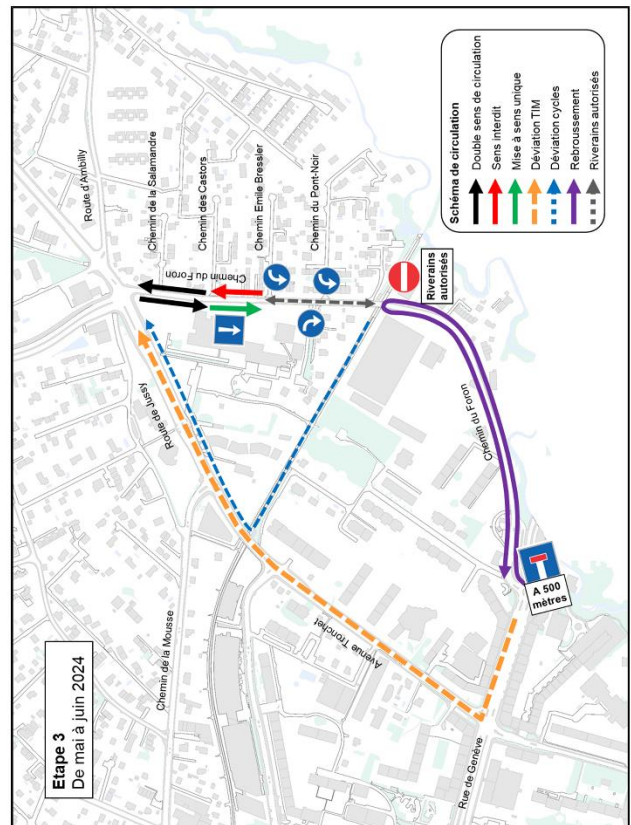 Etape 3
De mai à juin 2024
Route d'Ambilly
Chemin de la Salamandre
Chemin des Castors
Chemin Emile Bressler
Chemin du Pont-Noir
Chemin du Foron
Route de Jussy
Chemin de la Mousse
Avenue Tronchet
Rue de Genève
Chemin du Foron
Riverains
autorisés
A 500
mètres
Schéma de circulation
Double sens de circulation
Sens interdit
Mise à sens unique
Déviation TIM
Déviation cycles
Rebroussement
Riverains autorisés